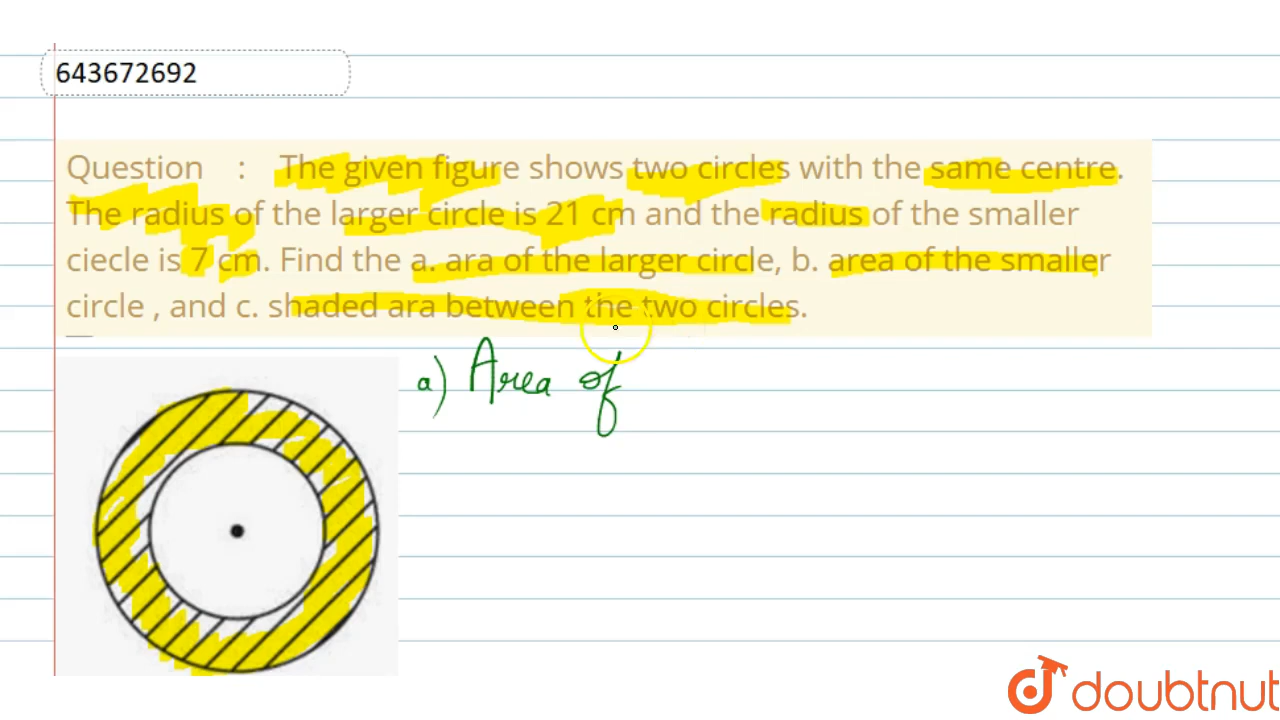 643672692
Question : The given figure shows two circles with the same centre.
The radius of the larger circle is 21 cm and the radius of the smaller
ciecle is 7 cm. Find the a. ara of the larger circle, b. area of the smaller
circle , and c. shaded ara between the two circles.
a) Area of
doubtnut